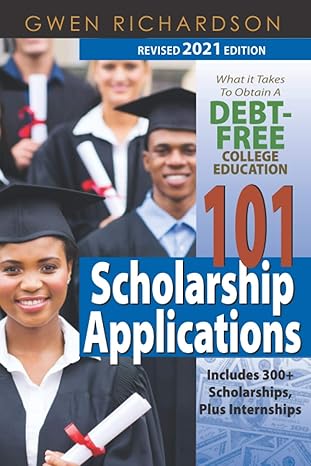 GWEN RICHARDSON
REVISED 2021 EDITION
What it Takes
To Obtain A
DEBT-
FREE
COLLEGE
EDUCATION
101
Scholarship
Applications
Includes 300+
Scholarships,
Plus Internships